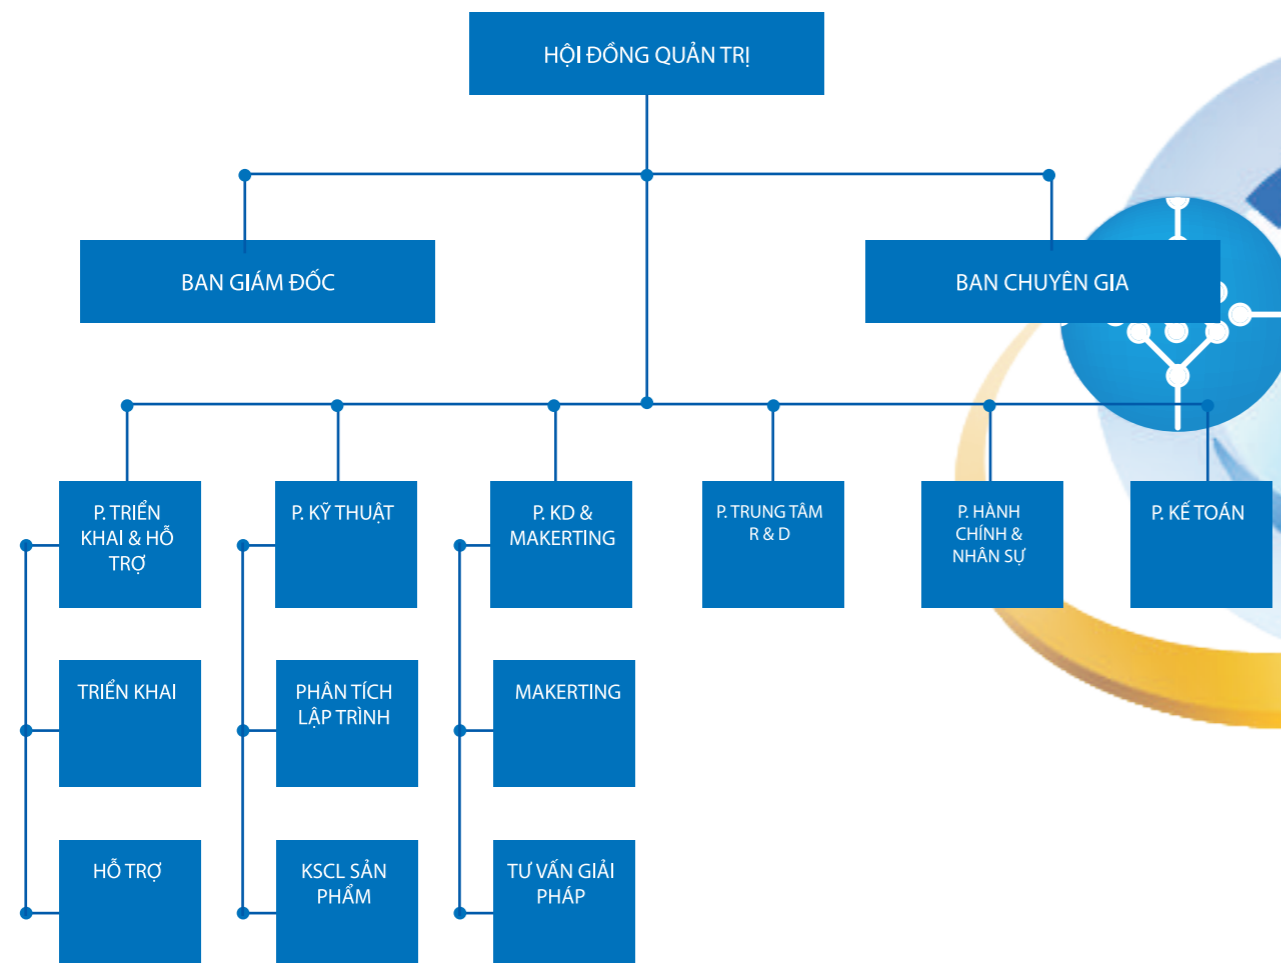 HỘI ĐỒNG QUẢN TRỊ
BAN GIÁM ĐỐC
BAN CHUYÊN GIA
P. TRIỂN
KHAI & HỖ
TRỢ
P. KỸ THUẬT
P. KD &
MAKERTING
P. TRUNG TÂM
R & D
P. HÀNH
CHÍNH &
NHÂN SỰ
P. KẾ TOÁN
TRIỂN KHAI
PHÂN TÍCH
LẬP TRÌNH
MAKERTING
HỖ TRỢ
KSCL SẢN
PHẨM
TƯ VẤN GIẢI
PHÁP